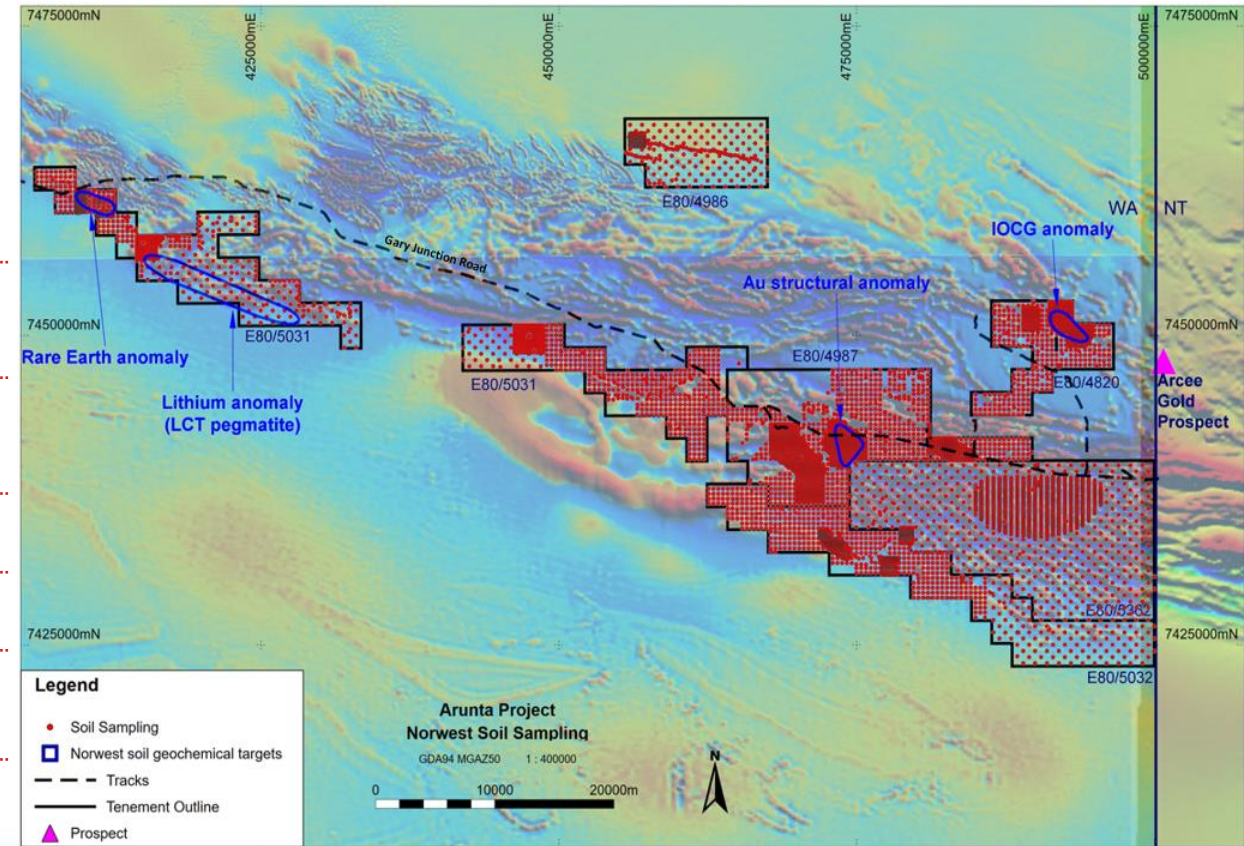 7475000mN
425000mE
450000mE
475000mE
500000mE
7475000mN
E80/4986
WA
NT
IOCG anomaly
Gary Junction Road
Au structural anomaly
7450000mN
E80/5031
7450000mN
Rare Earth anomaly
E80/4987
E80/5031
E80/4820
Arcee
Gold
Prospect
Lithium anomaly
(LCT pegmatite)
E80/5362
7425000mN
7425000mN
E80/5032
Legend
Soil Sampling
Norwest soil geochemical targets
Tracks
Tenement Outline
Prospect
Arunta Project
Norwest Soil Sampling
GDA94 MGAZ50 1 : 400000
0 10000 20000m
N